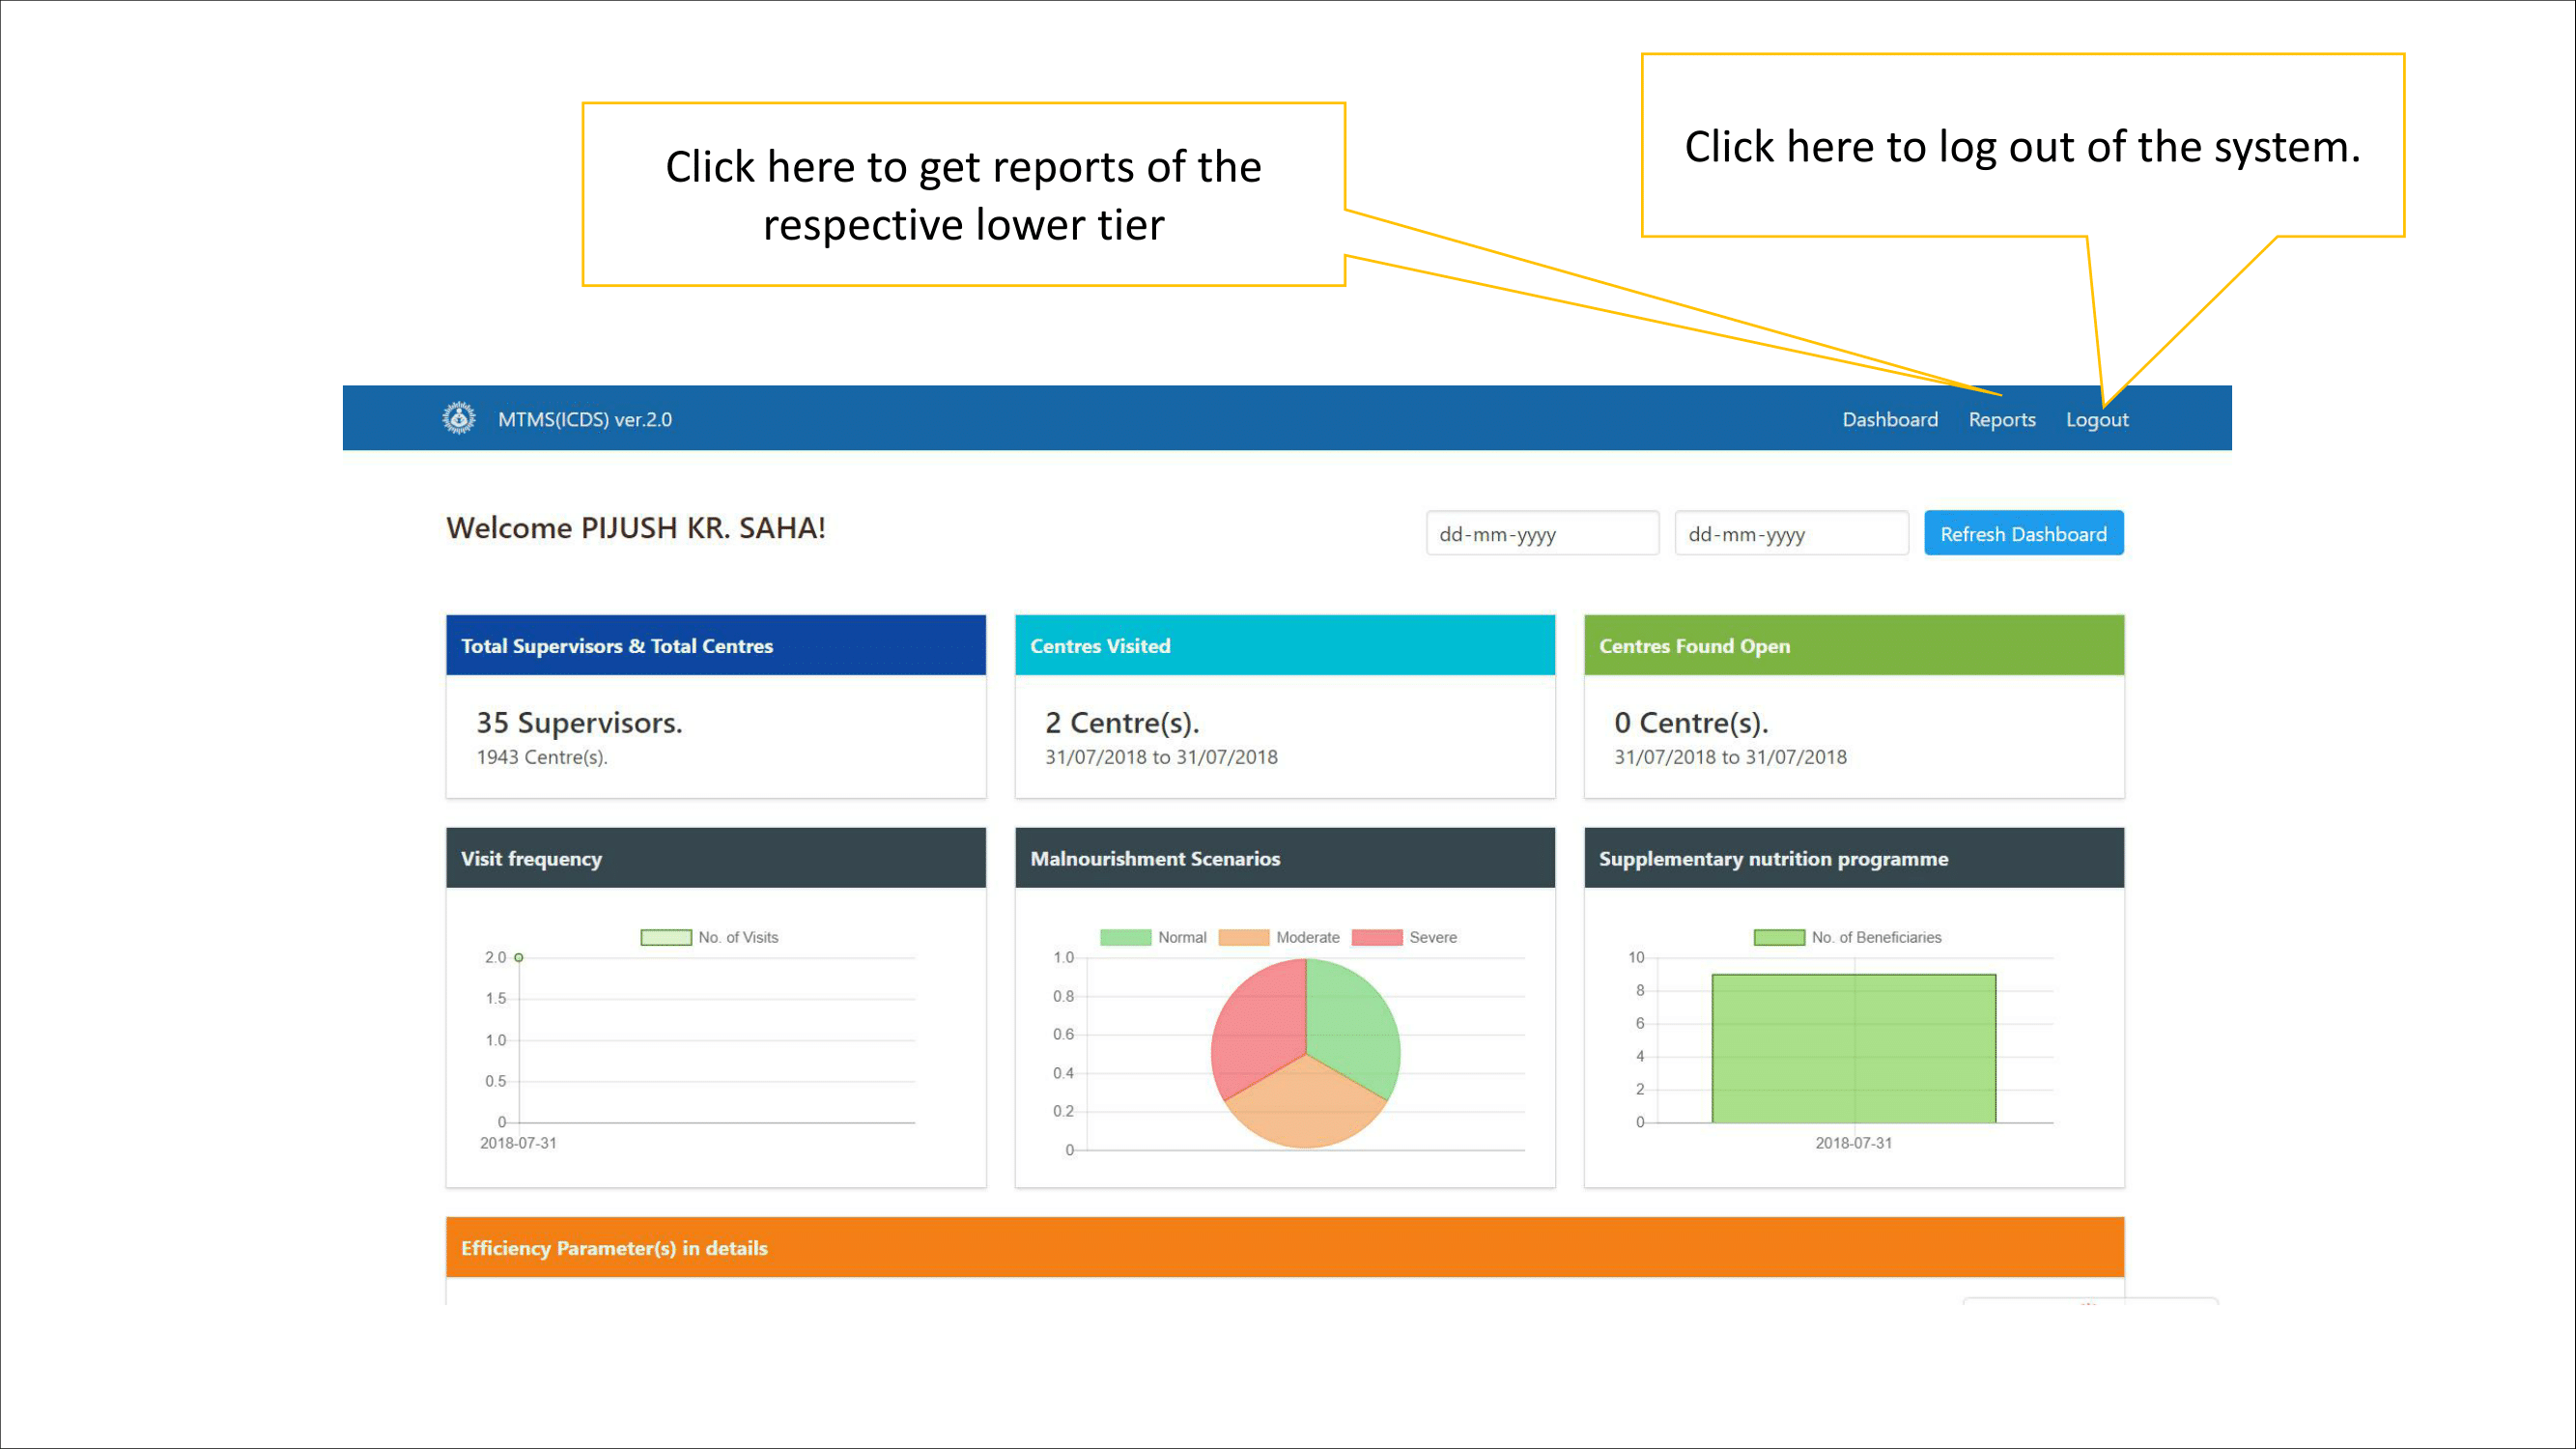 Click here to get reports of the
respective lower tier
Click here to log out of the system.
MTMS(ICDS) ver.2.0
Dashboard
Reports
Logout
Welcome PIJUSH KR. SAHA!
dd-mm-yyyy
dd-mm-yyyy
Refresh Dashboard
Total Supervisors & Total Centres
35 Supervisors.
1943 Centre(s).
Centres Visited
2 Centre(s).
31/07/2018 to 31/07/2018
Centres Found Open
0 Centre(s).
31/07/2018 to 31/07/2018
Visit frequency
No. of Visits
2.0
1.5
1.0
0.5
0
2018-07-31
Malnourishment Scenarios
Normal
Moderate
Severe
1.0
0.8
0.6
0.4
0.2
0
Supplementary nutrition programme
No. of Beneficiaries
10
8
6
4
2
0
2018-07-31
Efficiency Parameter(s) in details